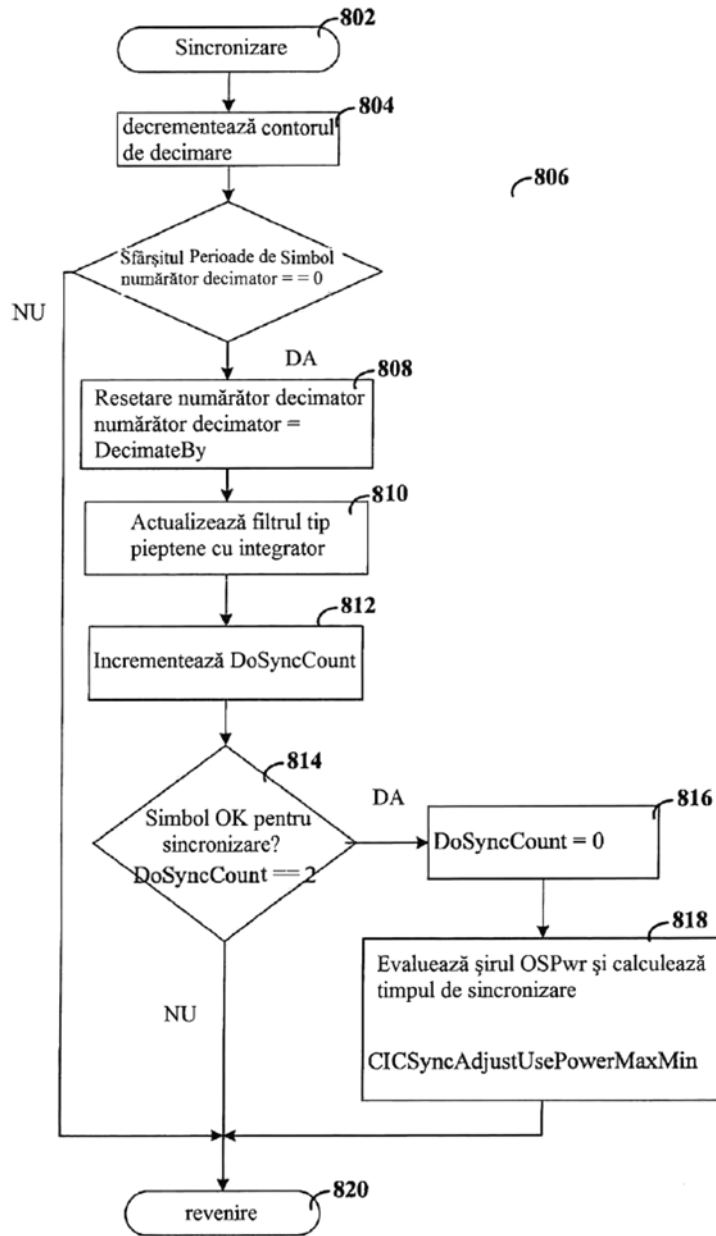 802
Sincronizare
804
decrementează contorul
de decimare
806
Sfârşitul Perioade de Simbol
numărător decimator = = 0
NU
DA
808
Resetare numărător decimator
numărător decimator =
DecimateBy
810
Actualizează filtrul tip
pieptene cu integrator
812
Incrementează DoSyncCount
814
Simbol OK pentru
sincronizare?
DoSyncCount == 2
DA
816
DoSyncCount = 0
818
Evaluează şirul OSPwr şi calculează
timpul de sincronizare
CICSyncAdjustUsePowerMaxMin
NU
820
revenire